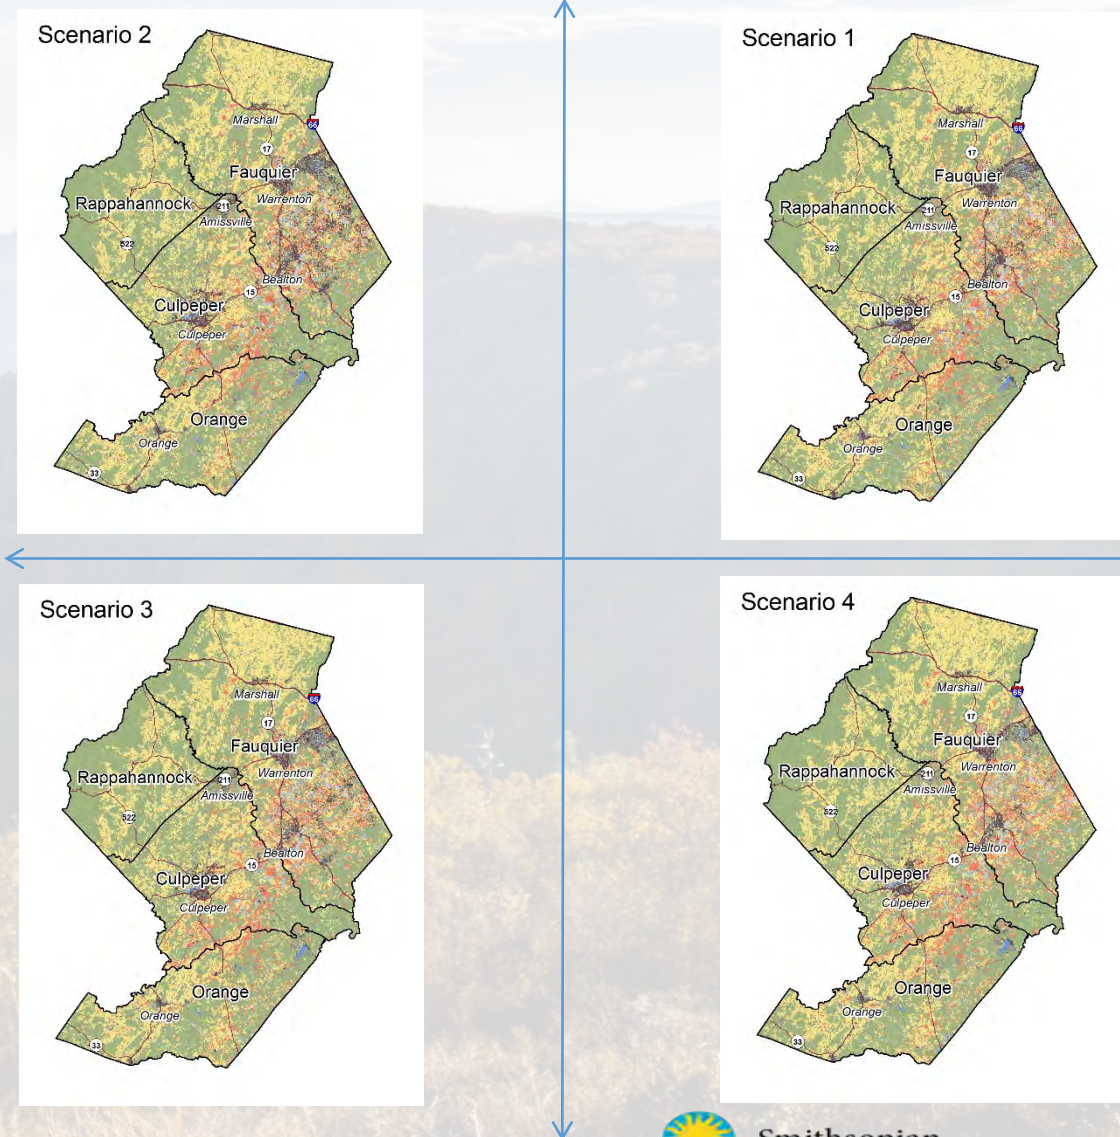 Scenario 2
Marshall
66
17
Fauquier
Warrenton
Rappahannock
211
Amissville
522
Bealton
15
Culpeper
Culpeper
Orange
Orange
33
Scenario 1
Marshall
66
17
Fauquier
Warrenton
Rappahannock
211
Amissville
522
Bealton
15
Culpeper
Culpeper
Orange
Orange
33
Scenario 3
Marshall
66
17
Fauquier
Warrenton
Rappahannock
211
Amissville
522
Bealton
15
Culpeper
Culpeper
Orange
Orange
33
Scenario 4
Marshall
66
17
Fauquier
Warrenton
Rappahannock
211
Amissville
522
Bealton
15
Culpeper
Culpeper
Orange
Orange
33
Smithsonian